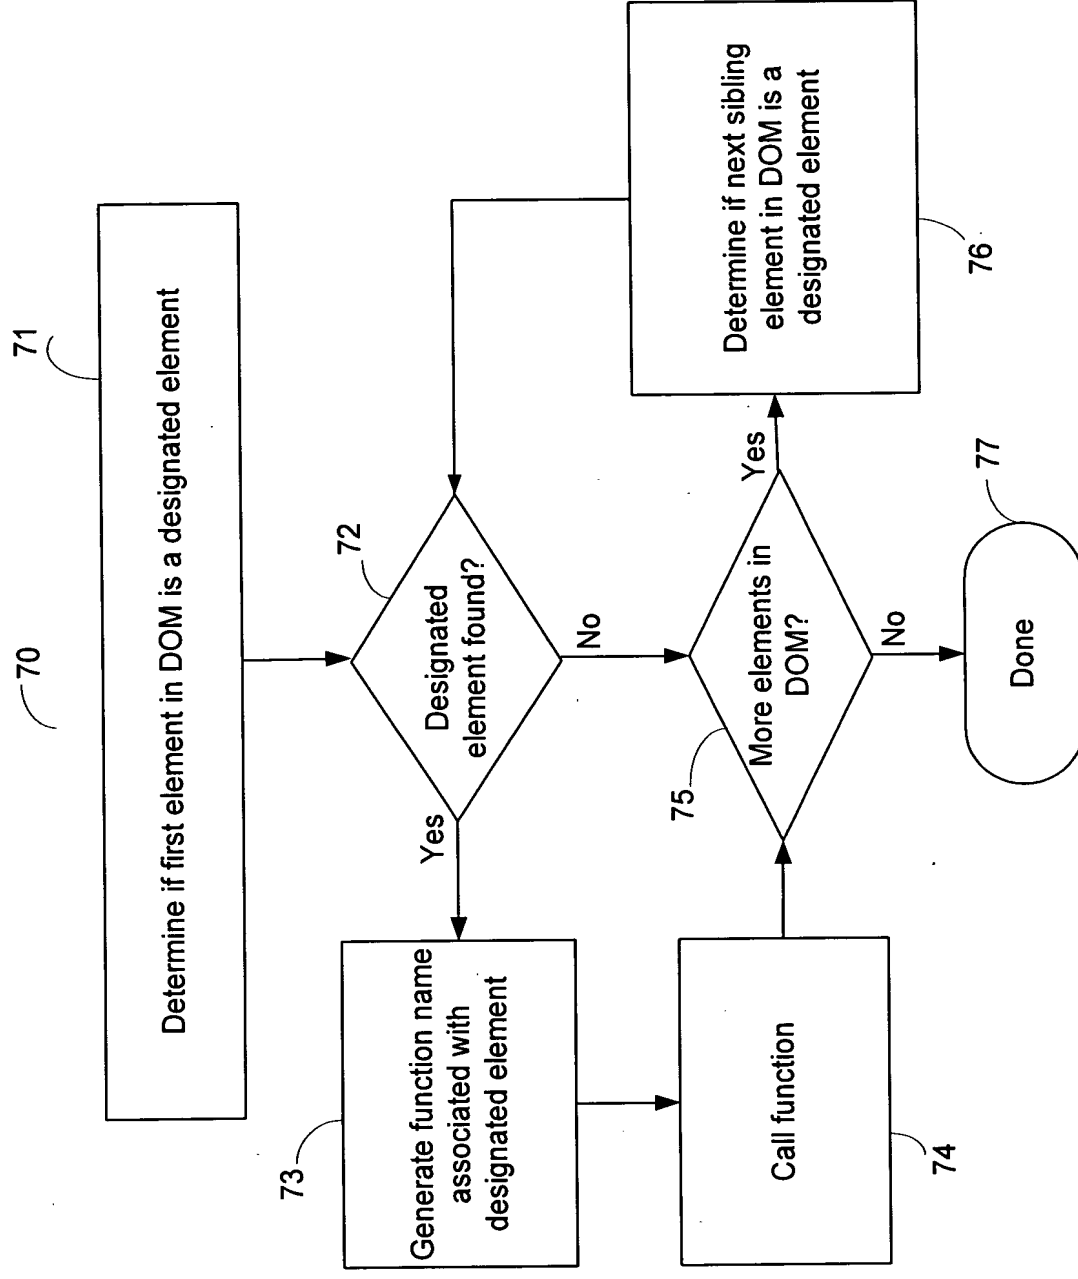 70
71
Determine if first element in DOM is a designated element
72
Designated
element found?
Yes
No
73
Generate function name
associated with
designated element
74
Call function
75
More elements in
DOM?
Yes
No
76
Determine if next sibling
element in DOM is a
designated element
77
Done